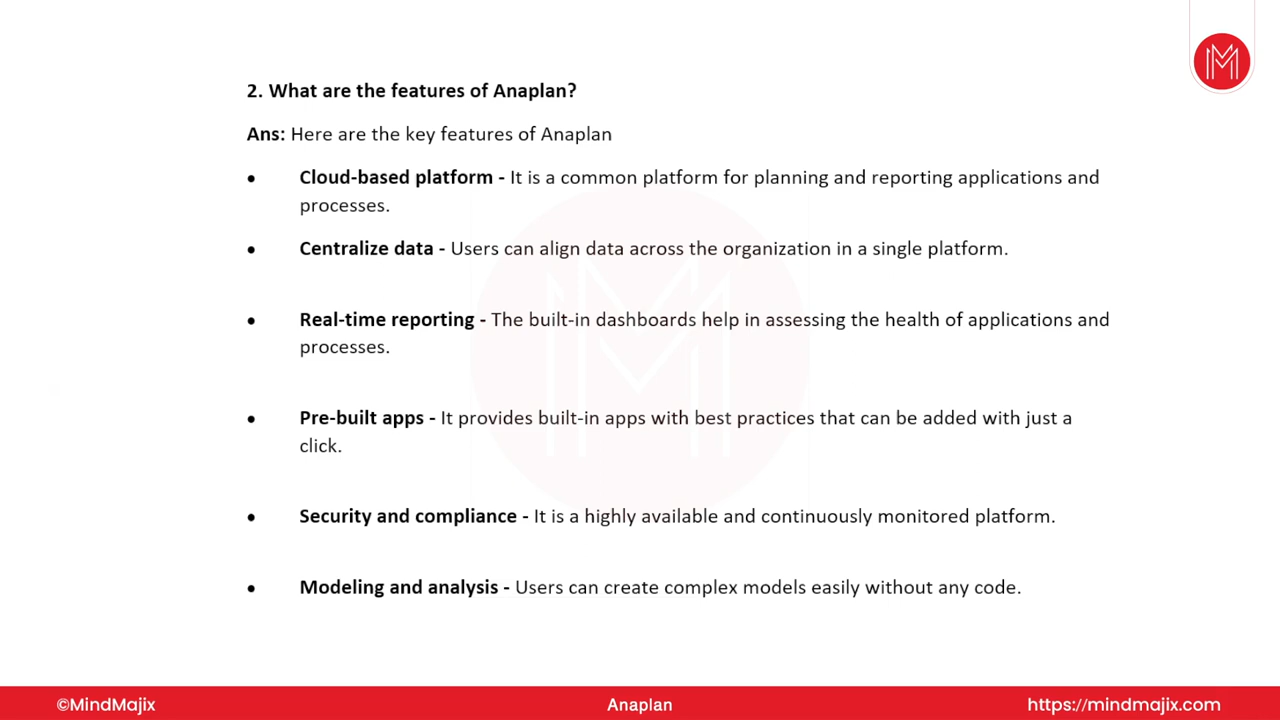 2. What are the features of Anaplan?
Ans: Here are the key features of Anaplan
• Cloud-based platform - It is a common platform for planning and reporting applications and
processes.
• Centralize data - Users can align data across the organization in a single platform.
• Real-time reporting - The built-in dashboards help in assessing the health of applications and
processes.
• Pre-built apps - It provides built-in apps with best practices that can be added with just a
click.
• Security and compliance - It is a highly available and continuously monitored platform.
• Modeling and analysis - Users can create complex models easily without any code.
©MindMajix Anaplan https://mindmajix.com